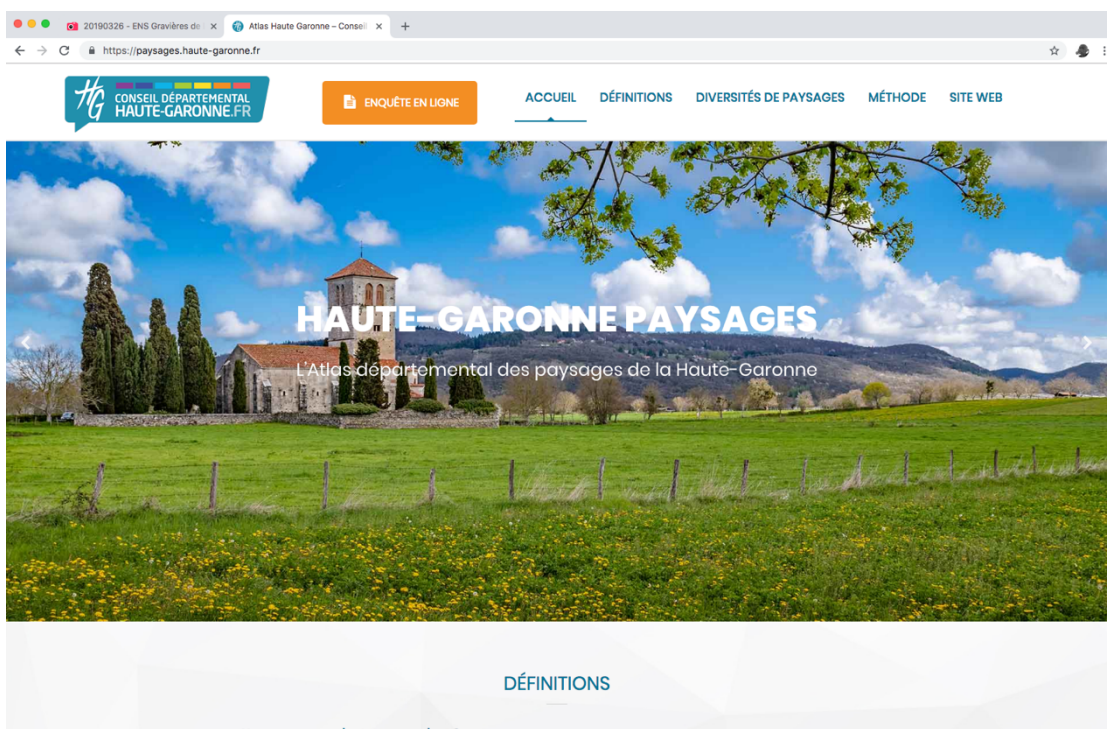 20190326 - ENS Gravières de
Atlas Haute Garonne – Conseil
https://paysages.haute-garonne.fr
HG
CONSEIL DÉPARTEMENTAL
HAUTE-GARONNE.FR
ENQUÊTE EN LIGNE
ACCUEIL
DÉFINITIONS
DIVERSITÉS DE PAYSAGES
MÉTHODE
SITE WEB
HAUTE-GARONNE PAYSAGES
L'Atlas départemental des paysages de la Haute-Garonne
DÉFINITIONS